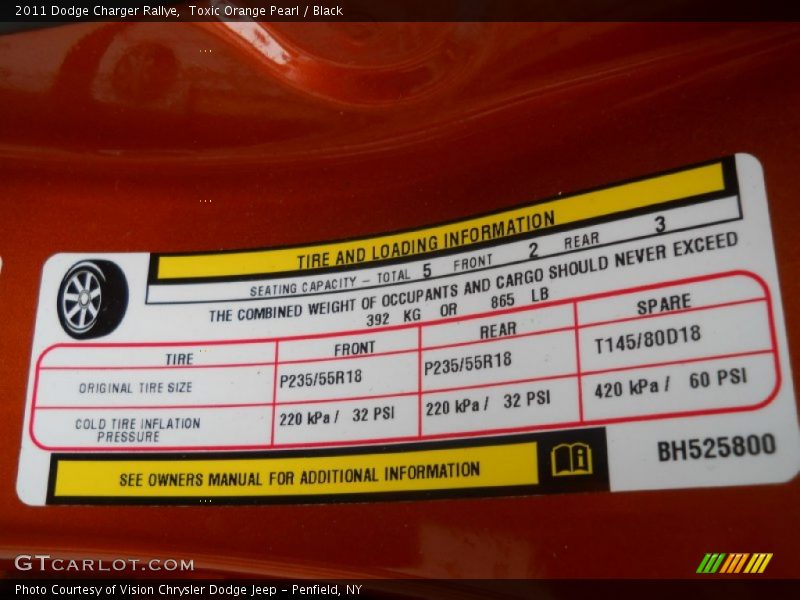 2011 Dodge Charger Rallye,  Toxic Orange Pearl / Black
TIRE AND LOADING INFORMATION
SEATING CAPACITY – TOTAL 5 FRONT 2 REAR 3
THE COMBINED WEIGHT OF OCCUPANTS AND CARGO SHOULD NEVER EXCEED
392 KG OR 865 LB
TIRE FRONT REAR SPARE
ORIGINAL TIRE SIZE P235/55R18 P235/55R18 T145/80D18
COLD TIRE INFLATION PRESSURE 220 kPa / 32 PSI 220 kPa / 32 PSI 420 kPa / 60 PSI
SEE OWNERS MANUAL FOR ADDITIONAL INFORMATION
BH525800
GTCARLOT.COM
Photo Courtesy of Vision Chrysler Dodge Jeep – Penfield, NY